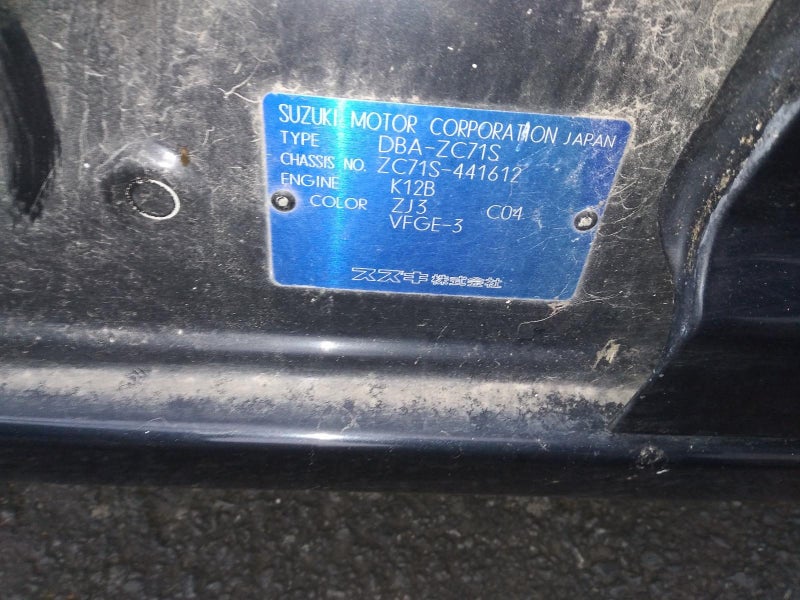 SUZUKI MOTOR CORPORATION JAPAN
TYPE DBA-ZC71S
CHASSIS NO. ZC71S-441612
ENGINE K12B
COLOR ZJ3 C04
VFGE-3
スズキ株式会社